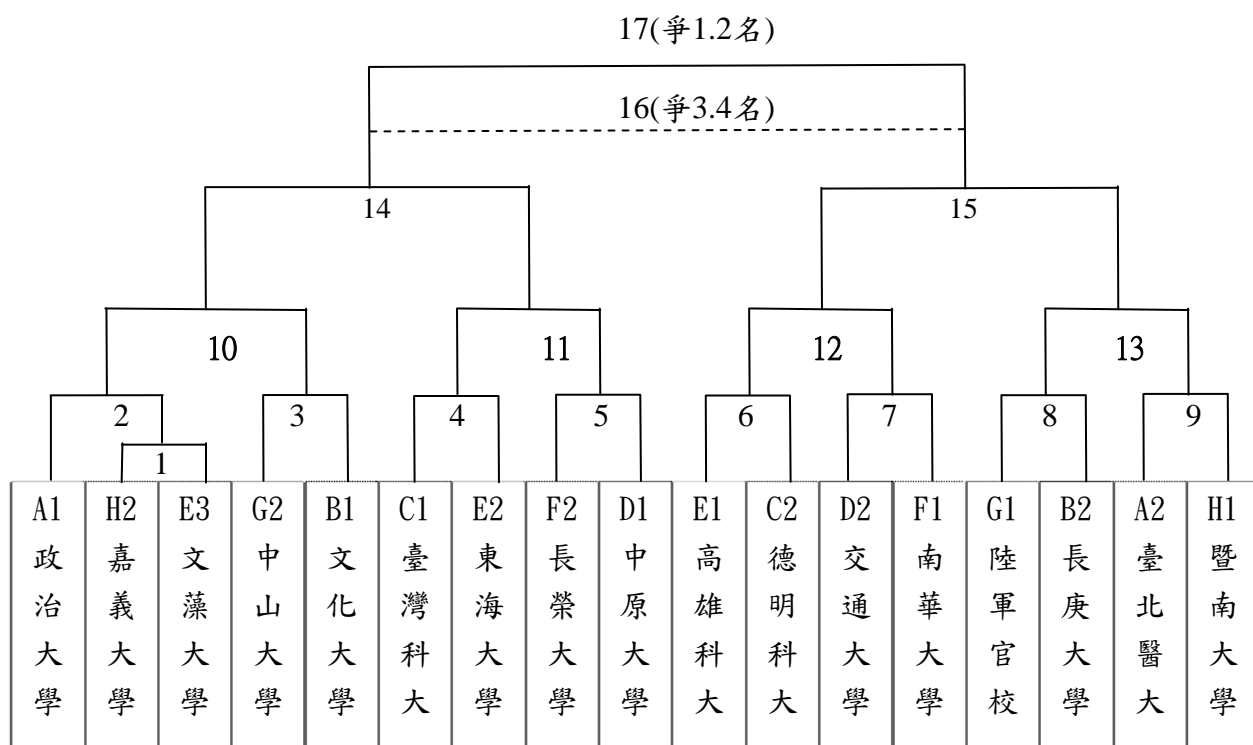 17(爭1.2名)
16(爭3.4名)
14
15
10
11
12
13
2
3
4
5
6
7
8
9
1
A1 政治大學
H2 嘉義大學
E3 文藻大學
G2 中山大學
B1 文化大學
C1 臺灣科大
E2 東海大學
F2 長榮大學
D1 中原大學
E1 高雄科大
C2 德明科大
D2 交通大學
F1 南華大學
G1 陸軍官校
B2 長庚大學
A2 臺北醫大
H1 暨南大學